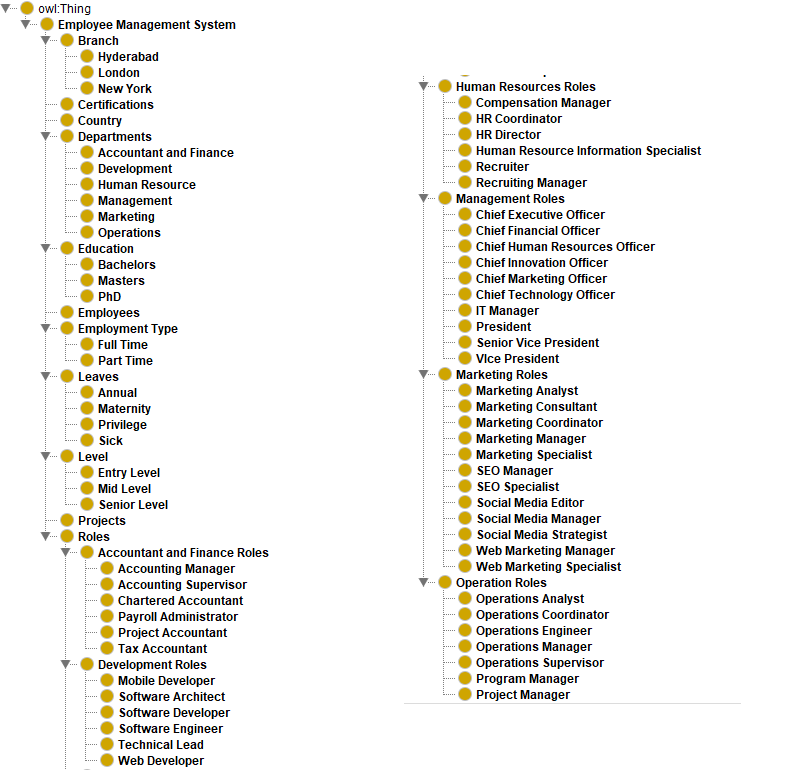 owl:Thing
Employee Management System
Branch
Hyderabad
London
New York
Certifications
Country
Departments
Accountant and Finance
Development
Human Resource
Management
Marketing
Operations
Education
Bachelors
Masters
PhD
Employees
Employment Type
Full Time
Part Time
Leaves
Annual
Maternity
Privilege
Sick
Level
Entry Level
Mid Level
Senior Level
Projects
Roles
Accountant and Finance Roles
Accounting Manager
Accounting Supervisor
Chartered Accountant
Payroll Administrator
Project Accountant
Tax Accountant
Development Roles
Mobile Developer
Software Architect
Software Developer
Software Engineer
Technical Lead
Web Developer
Human Resources Roles
Compensation Manager
HR Coordinator
HR Director
Human Resource Information Specialist
Recruiter
Recruiting Manager
Management Roles
Chief Executive Officer
Chief Financial Officer
Chief Human Resources Officer
Chief Innovation Officer
Chief Marketing Officer
Chief Technology Officer
IT Manager
President
Senior Vice President
VIce President
Marketing Roles
Marketing Analyst
Marketing Consultant
Marketing Coordinator
Marketing Manager
Marketing Specialist
SEO Manager
SEO Specialist
Social Media Editor
Social Media Manager
Social Media Strategist
Web Marketing Manager
Web Marketing Specialist
Operation Roles
Operations Analyst
Operations Coordinator
Operations Engineer
Operations Manager
Operations Supervisor
Program Manager
Project Manager